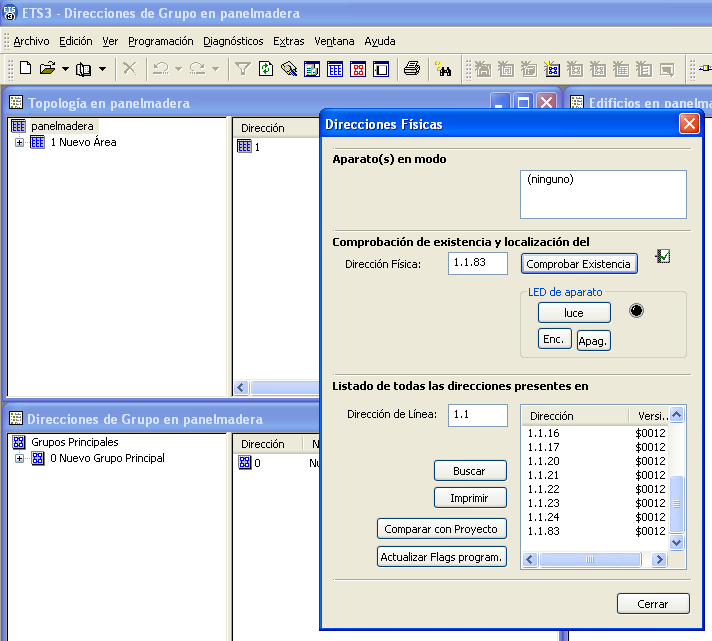 ETS3 - Direcciones de Grupo en panelmadera
Archivo Edición Ver Programación Diagnósticos Extras Ventana Ayuda
Topología en panelmadera
Edificios en panelma
panelmadera
1 Nuevo Área
Dirección
1
Direcciones Físicas
Aparato(s) en modo
(ninguno)
Comprobación de existencia y localización del
Dirección Física:
1.1.83
Comprobar Existencia
LED de aparato
luce
Enc.
Apag.
Listado de todas las direcciones presentes en
Dirección de Línea:
1.1
Buscar
Imprimir
Comparar con Proyecto
Actualizar Flags program.
Dirección Versi..
1.1.16 $0012
1.1.17 $0012
1.1.20 $0012
1.1.21 $0012
1.1.22 $0012
1.1.23 $0012
1.1.24 $0012
1.1.83 $0012
Cerrar
Direcciones de Grupo en panelmadera
Grupos Principales
0 Nuevo Grupo Principal
Dirección N
0 Nu